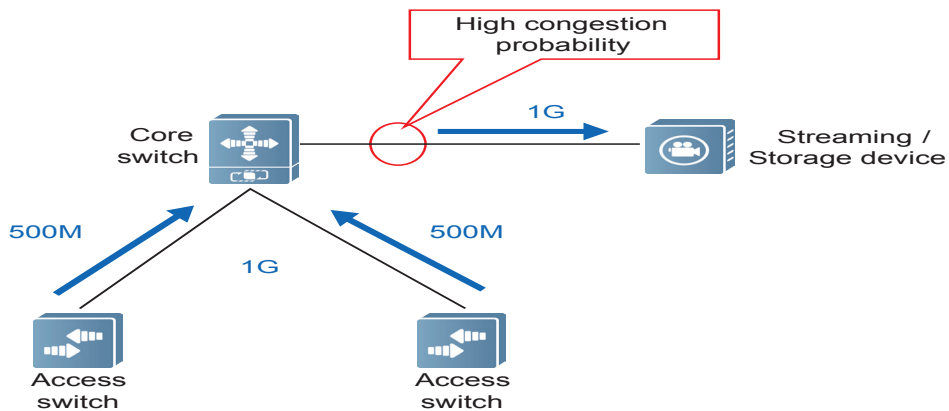 High congestion
probability
1G
Core
switch
Streaming /
Storage device
500M
500M
1G
Access
switch
Access
switch